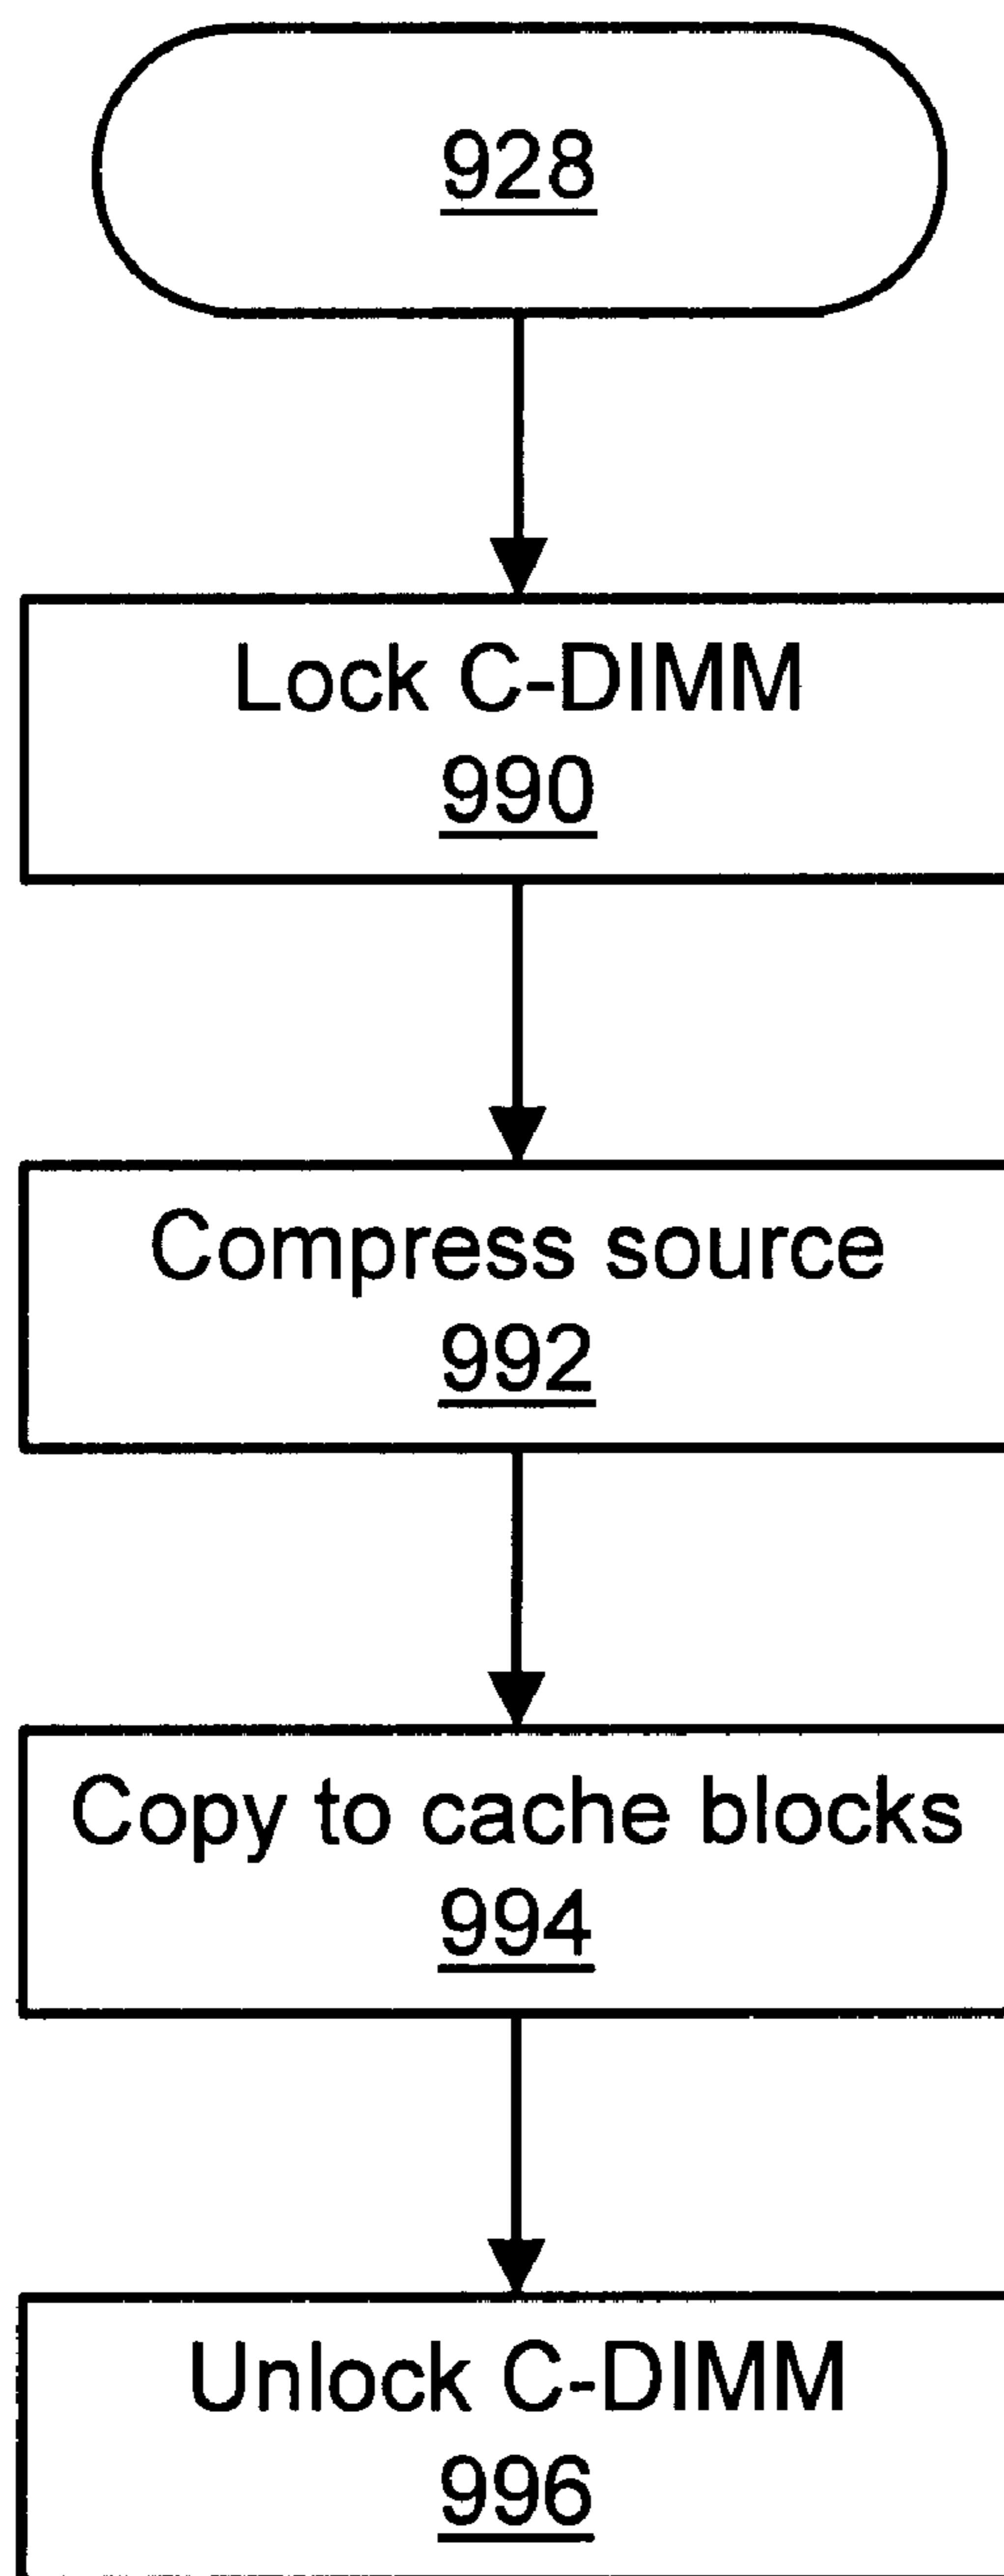 928
Lock C-DIMM
990
Compress source
992
Copy to cache blocks
994
Unlock C-DIMM
996